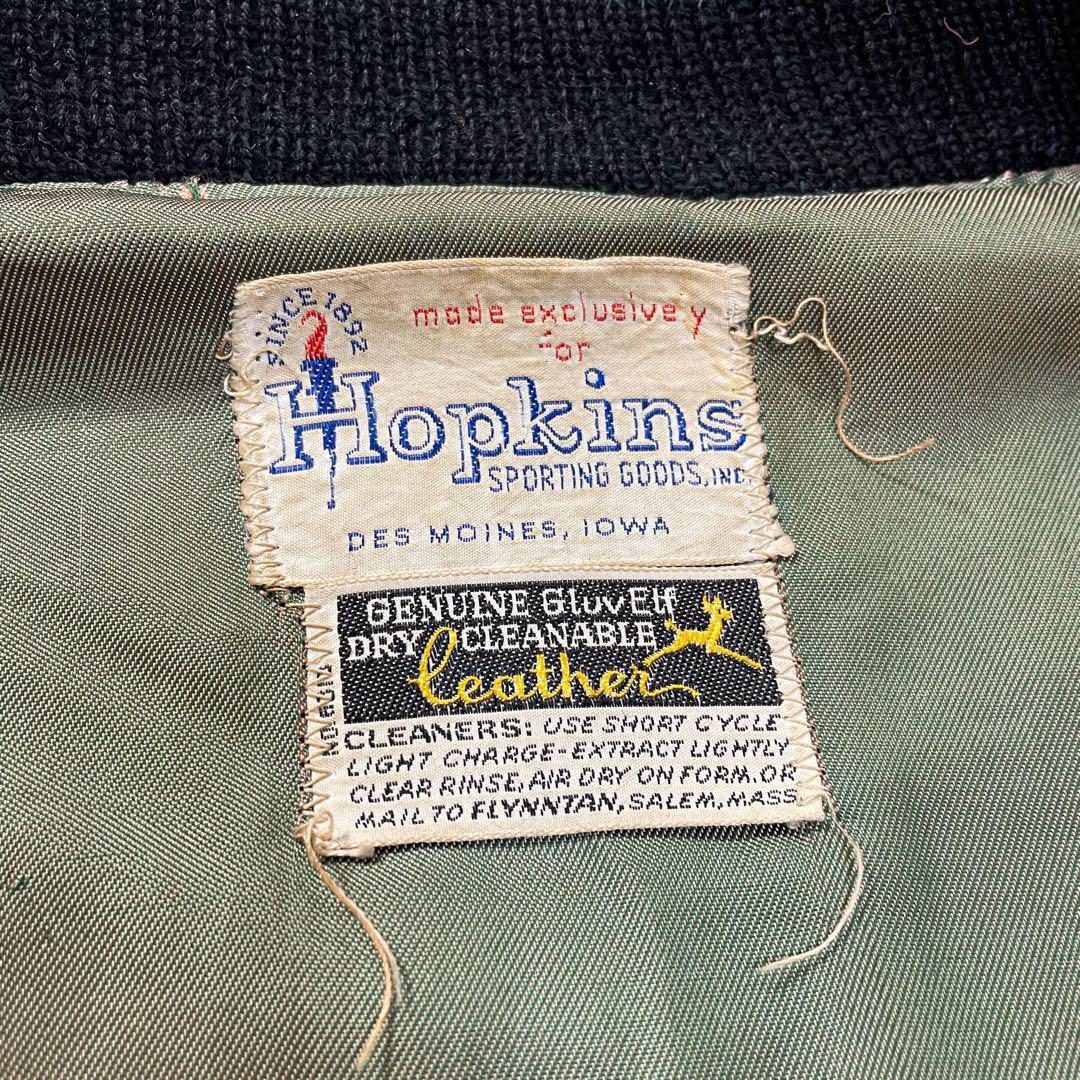 SINCE 1892
made exclusive y
for
Hopkins
SPORTING GOODS, INC.
DES MOINES, IOWA
GENUINE GluvElf
DRY CLEANABLE
leather
CLEANERS: USE SHORT CYCLE
LIGHT CHARGE-EXTRACT LIGHTLY
CLEAR RINSE, AIR DRY ON FORM. OR
MAIL TO FLYNNTAN, SALEM, MASS